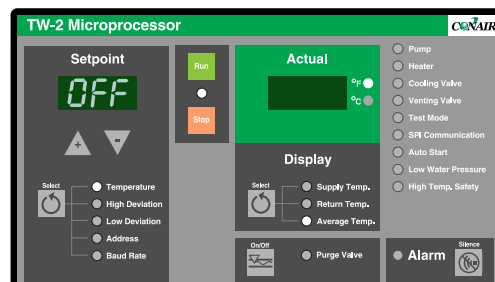 TW-2 Microprocessor
CONAIR
Setpoint
OFF
+
-
Select
Temperature
High Deviation
Low Deviation
Address
Baud Rate
Run
Stop
Actual
°F
°C
Display
Select
Supply Temp.
Return Temp.
Average Temp.
On/Off
Purge Valve
Pump
Heater
Cooling Valve
Venting Valve
Test Mode
SPI Communication
Auto Start
Low Water Pressure
High Temp. Safety
Alarm
Silence